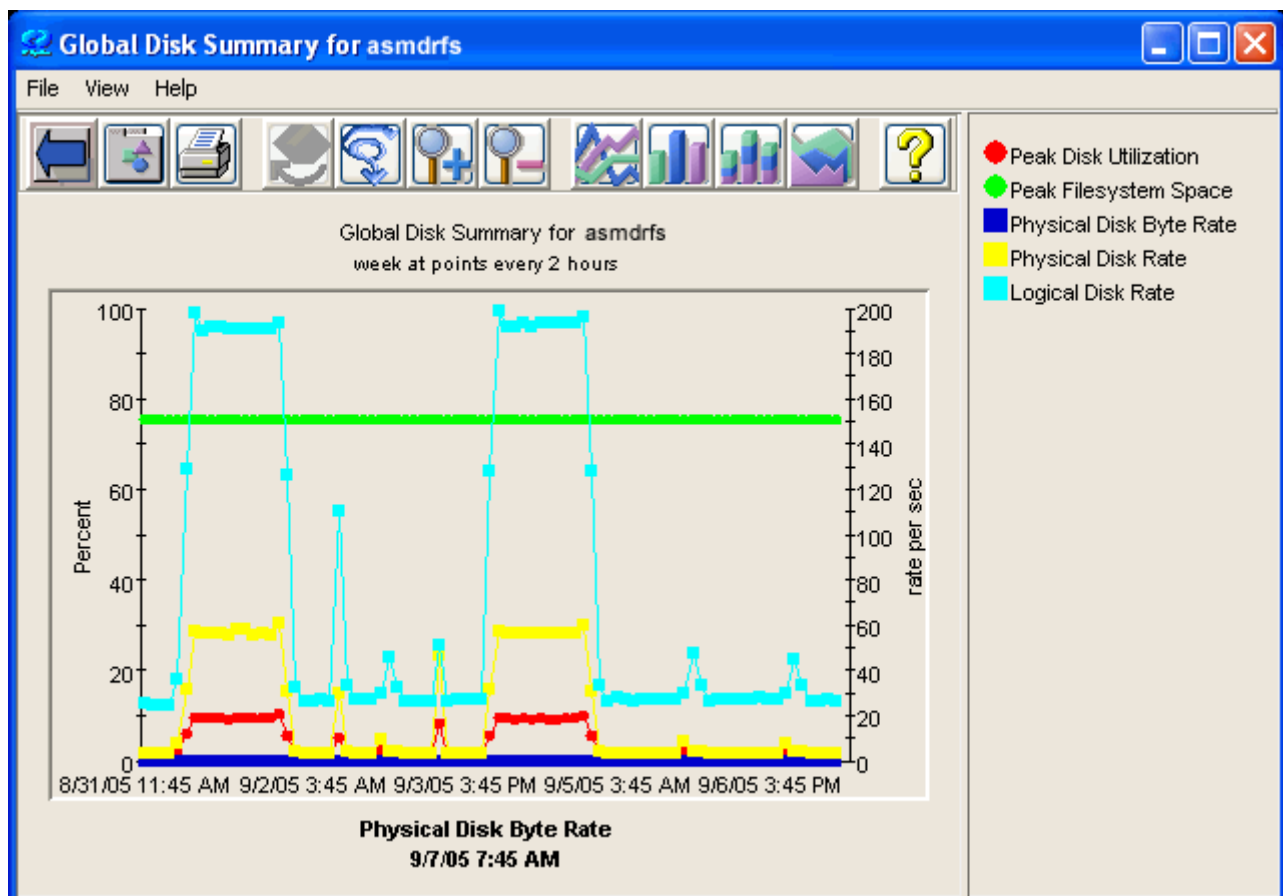 Global Disk Summary for asmdrfs
File View Help
Peak Disk Utilization
Peak Filesystem Space
Physical Disk Byte Rate
Physical Disk Rate
Logical Disk Rate
Global Disk Summary for asmdrfs
week at points every 2 hours
Percent
100
80
60
40
20
0
200
180
160
140
120
100
80
60
40
20
0
rate per sec
8/31/05 11:45 AM 9/2/05 3:45 AM 9/3/05 3:45 PM 9/5/05 3:45 AM 9/6/05 3:45 PM
Physical Disk Byte Rate
9/7/05 7:45 AM